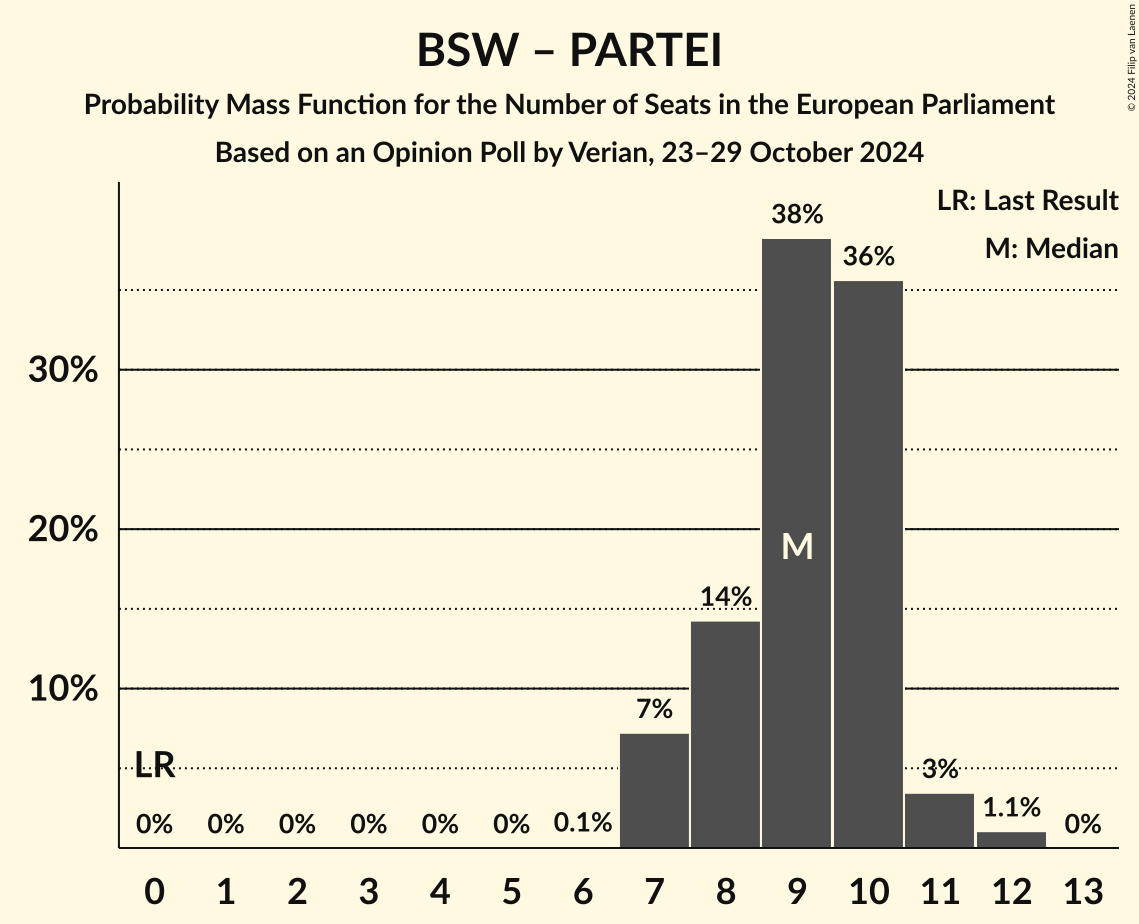 BSW – PARTEI
Probability Mass Function for the Number of Seats in the European Parliament
Based on an Opinion Poll by Verian, 23–29 October 2024
© 2024 Filip van Laenen
LR: Last Result
M: Median
38%
36%
30%
20%
M
14%
10%
7%
LR
3%
0% 0% 0% 0% 0% 0% 0.1% 1.1% 0%
0 1 2 3 4 5 6 7 8 9 10 11 12 13